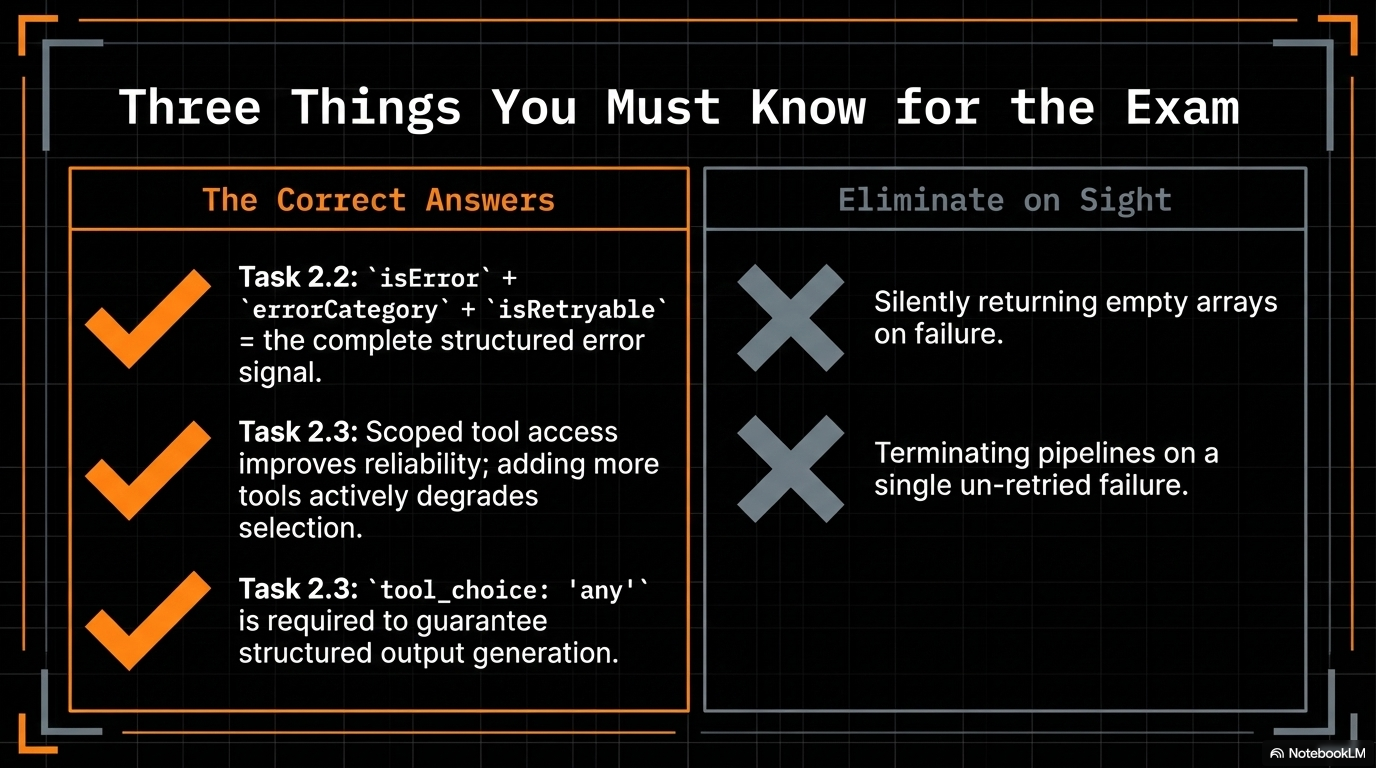 Three Things You Must Know for the Exam
The Correct Answers
Task 2.2: `isError` +
`errorCategory` + `isRetryable`
= the complete structured error
signal.
Task 2.3: Scoped tool access
improves reliability; adding more
tools actively degrades
selection.
Task 2.3: `tool_choice: 'any'`
is required to guarantee
structured output generation.
Eliminate on Sight
Silently returning empty arrays
on failure.
Terminating pipelines on a
single un-retried failure.
NotebookLM